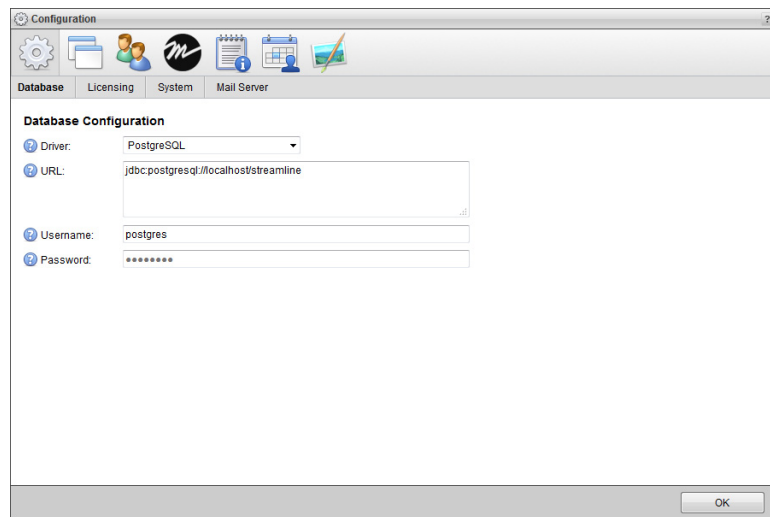 Configuration
?
Database Licensing System Mail Server
Database Configuration
? Driver: PostgreSQL
? URL: jdbc:postgresql://localhost/streamline
? Username: postgres
? Password: ••••••••
OK